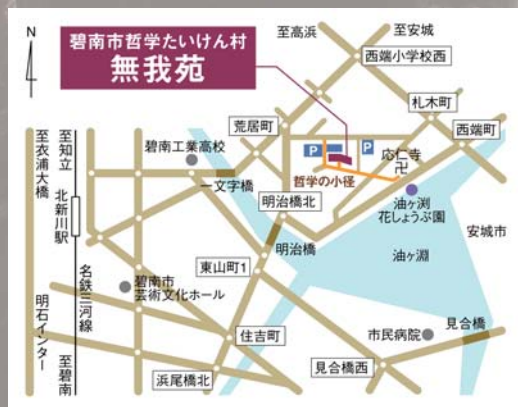 N
碧南市哲学たいけん村
無我苑
至高浜
至安城
西端小学校西
札木町
荒居町
西端町
P
P
応仁寺
卍
至衣浦大橋
至知立
碧南工業高校
一文字橋
哲学の小径
油ヶ渕
花しょうぶ園
明治橋北
安城市
北新川駅
油ヶ淵
明治橋
東山町1
名鉄三河線
碧南市
芸術文化ホール
明石インター
至碧南
住吉町
市民病院
見合橋
浜尾橋北
見合橋西